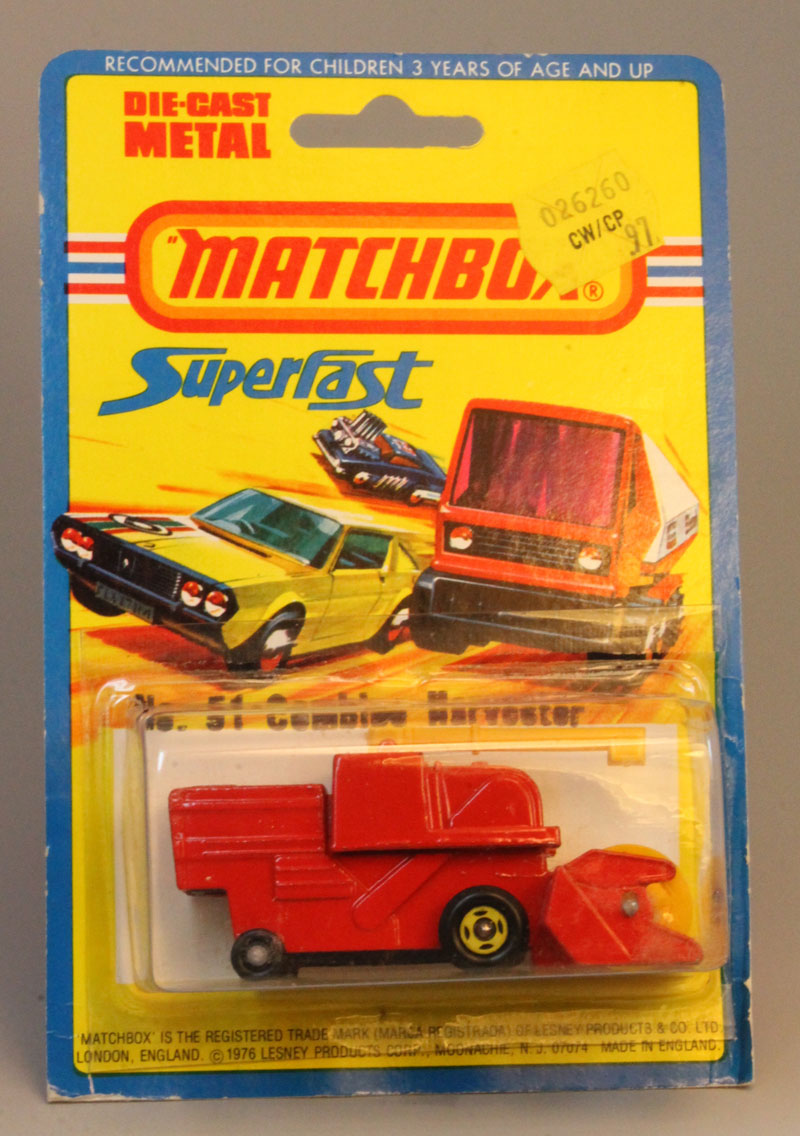 RECOMMENDED FOR CHILDREN 3 YEARS OF AGE AND UP
DIE-CAST
METAL
026260
CW/CP
97
"MATCHBOX®
Superfast
No. 51 Combine Harvester
'MATCHBOX' IS THE REGISTERED TRADE MARK (MARCA REGISTRADA) OF LESNEY PRODUCTS & CO. LTD.
LONDON, ENGLAND. © 1976 LESNEY PRODUCTS CORP., MOONACHIE, N. J. 07074 MADE IN ENGLAND.